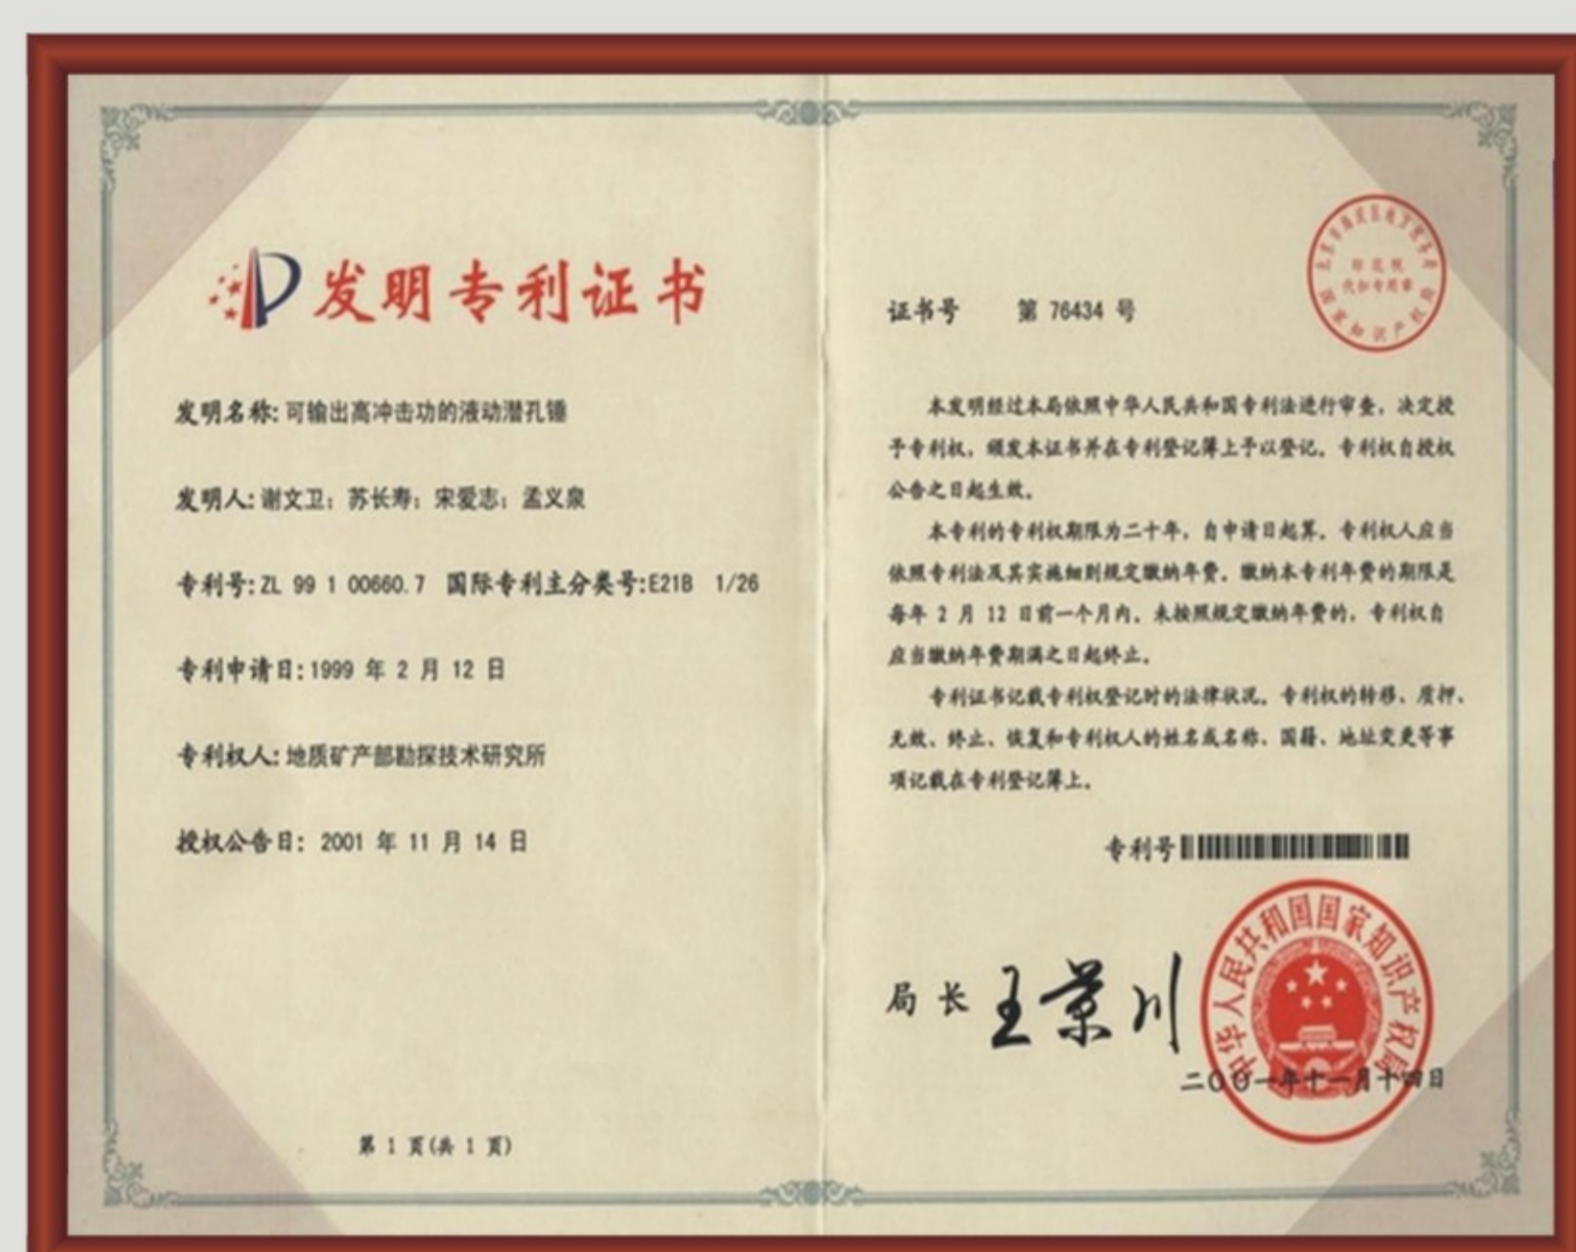 发明专利证书
发明名称: 可输出高冲击功的液动潜孔锤
发明人: 谢文卫; 苏长寿; 宋爱志; 孟义泉
专利号: ZL 99 1 00660.7 国际专利主分类号: E21B 1/26
专利申请日: 1999 年 2 月 12 日
专利权人: 地质矿产部勘探技术研究所
授权公告日: 2001 年 11 月 14 日
第 1 页(共 1 页)
证书号 第 76434 号
国家知识产权局
印花税
代扣专用章
本发明经过本局依照中华人民共和国专利法进行审查,决定授
予专利权,颁发本证书并在专利登记簿上予以登记。专利权自授权
公告之日起生效。
本专利的专利权期限为二十年,自申请日起算。专利权人应当
依照专利法及其实施细则规定缴纳年费。缴纳本专利年费的期限是
每年 2 月 12 日前一个月内。未按照规定缴纳年费的,专利权自
应当缴纳年费期满之日起终止。
专利证书记载专利权登记时的法律状况。专利权的转移、质押、
无效、终止、恢复和专利权人的姓名或名称、国籍、地址变更等事
项记载在专利登记簿上。
专利号
局长 王景川
中华人民共和国国家知识产权局
二〇〇一年十一月十四日